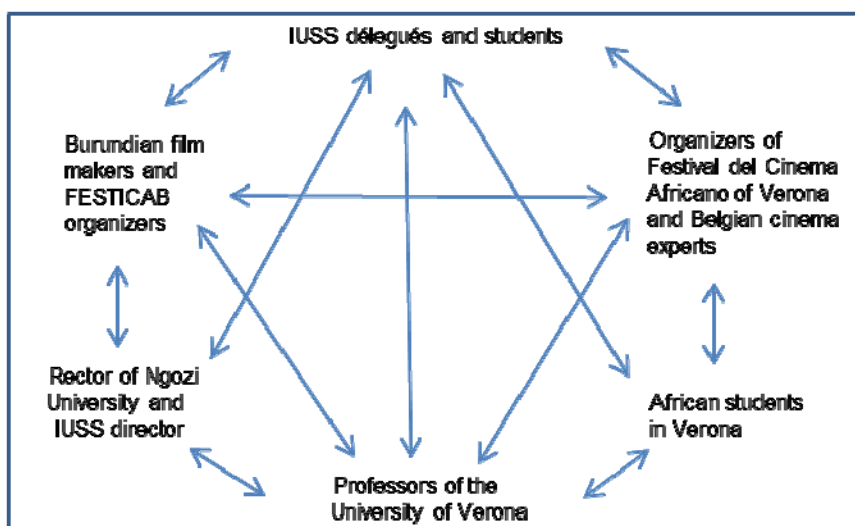 IUSS délegués and students
Burundian film
makers and
FESTICAB
organizers
Organizers of
Festival del Cinema
Africano of Verona
and Belgian cinema
experts
Rector of Ngozi
University and
IUSS director
African students
in Verona
Professors of the
University of Verona